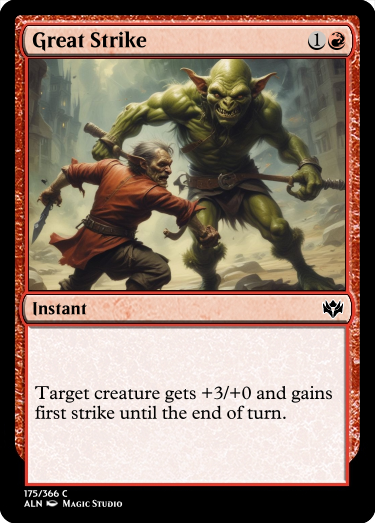 Great Strike 1
Instant
Target creature gets +3/+0 and gains
first strike until the end of turn.
175/366 C
ALN Magic Studio